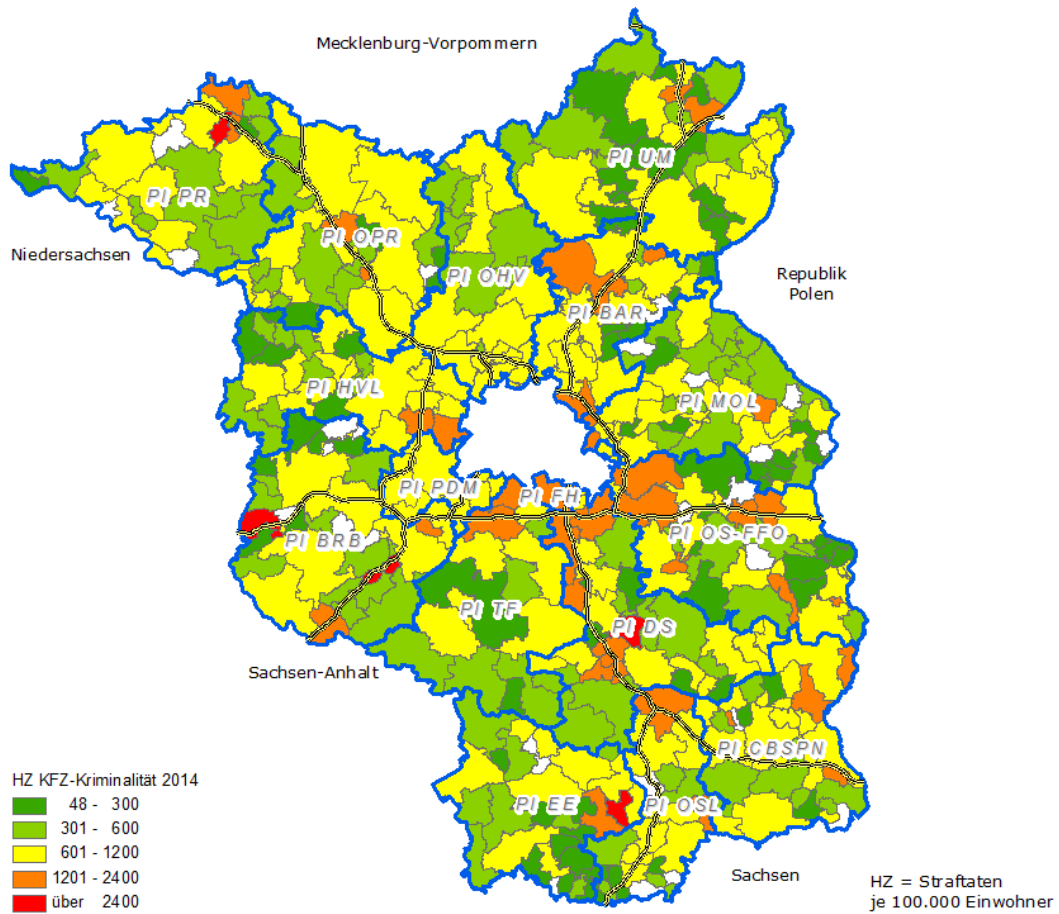 Mecklenburg-Vorpommern
PI UM
PI PR
PI OPR
Niedersachsen
PI OHV
Republik
Polen
PI BAR
PI HVL
PI MOL
PI PDM
PI FH
PI OS-FFO
PI BRB
PI TF
PI DS
Sachsen-Anhalt
PI CBSPN
PI EE
PI OSL
HZ KFZ-Kriminalität 2014
48 - 300
301 - 600
601 - 1200
1201 - 2400
über 2400
Sachsen
HZ = Straftaten
je 100.000 Einwohner